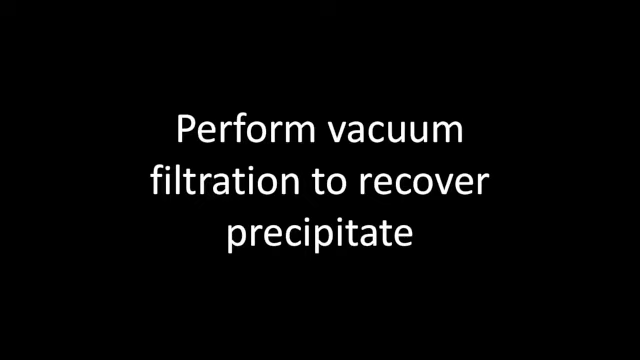 Perform vacuum
filtration to recover
precipitate